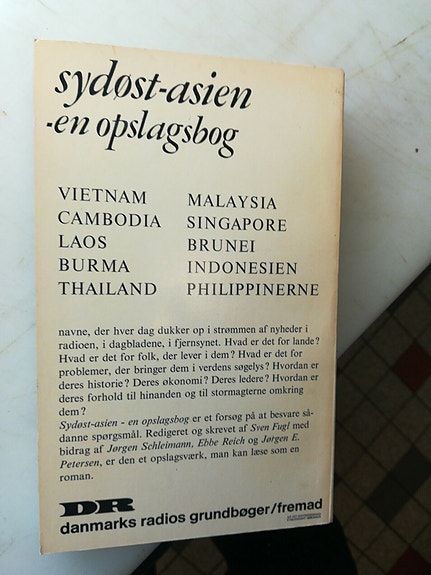 sydøst-asien
-en opslagsbog
VIETNAM MALAYSIA
CAMBODIA SINGAPORE
LAOS BRUNEI
BURMA INDONESIEN
THAILAND PHILIPPINERNE
navne, der hver dag dukker op i strømmen af nyheder i
radioen, i dagbladene, i fjernsynet. Hvad er det for lande?
Hvad er det for folk, der lever i dem? Hvad er det for
problemer, der bringer dem i verdens søgelys? Hvordan er
deres historie? Deres økonomi? Deres ledere? Hvordan er
deres forhold til hinanden og til stormagterne omkring
dem?
Sydøst-asien - en opslagsbog er et forsøg på at besvare så-
danne spørgsmål. Redigeret og skrevet af Sven Fugl med
bidrag af Jørgen Schleimann, Ebbe Reich og Jørgen E.
Petersen, er den et opslagsværk, man kan læse som en
roman.
DR
danmarks radios grundbøger/fremad